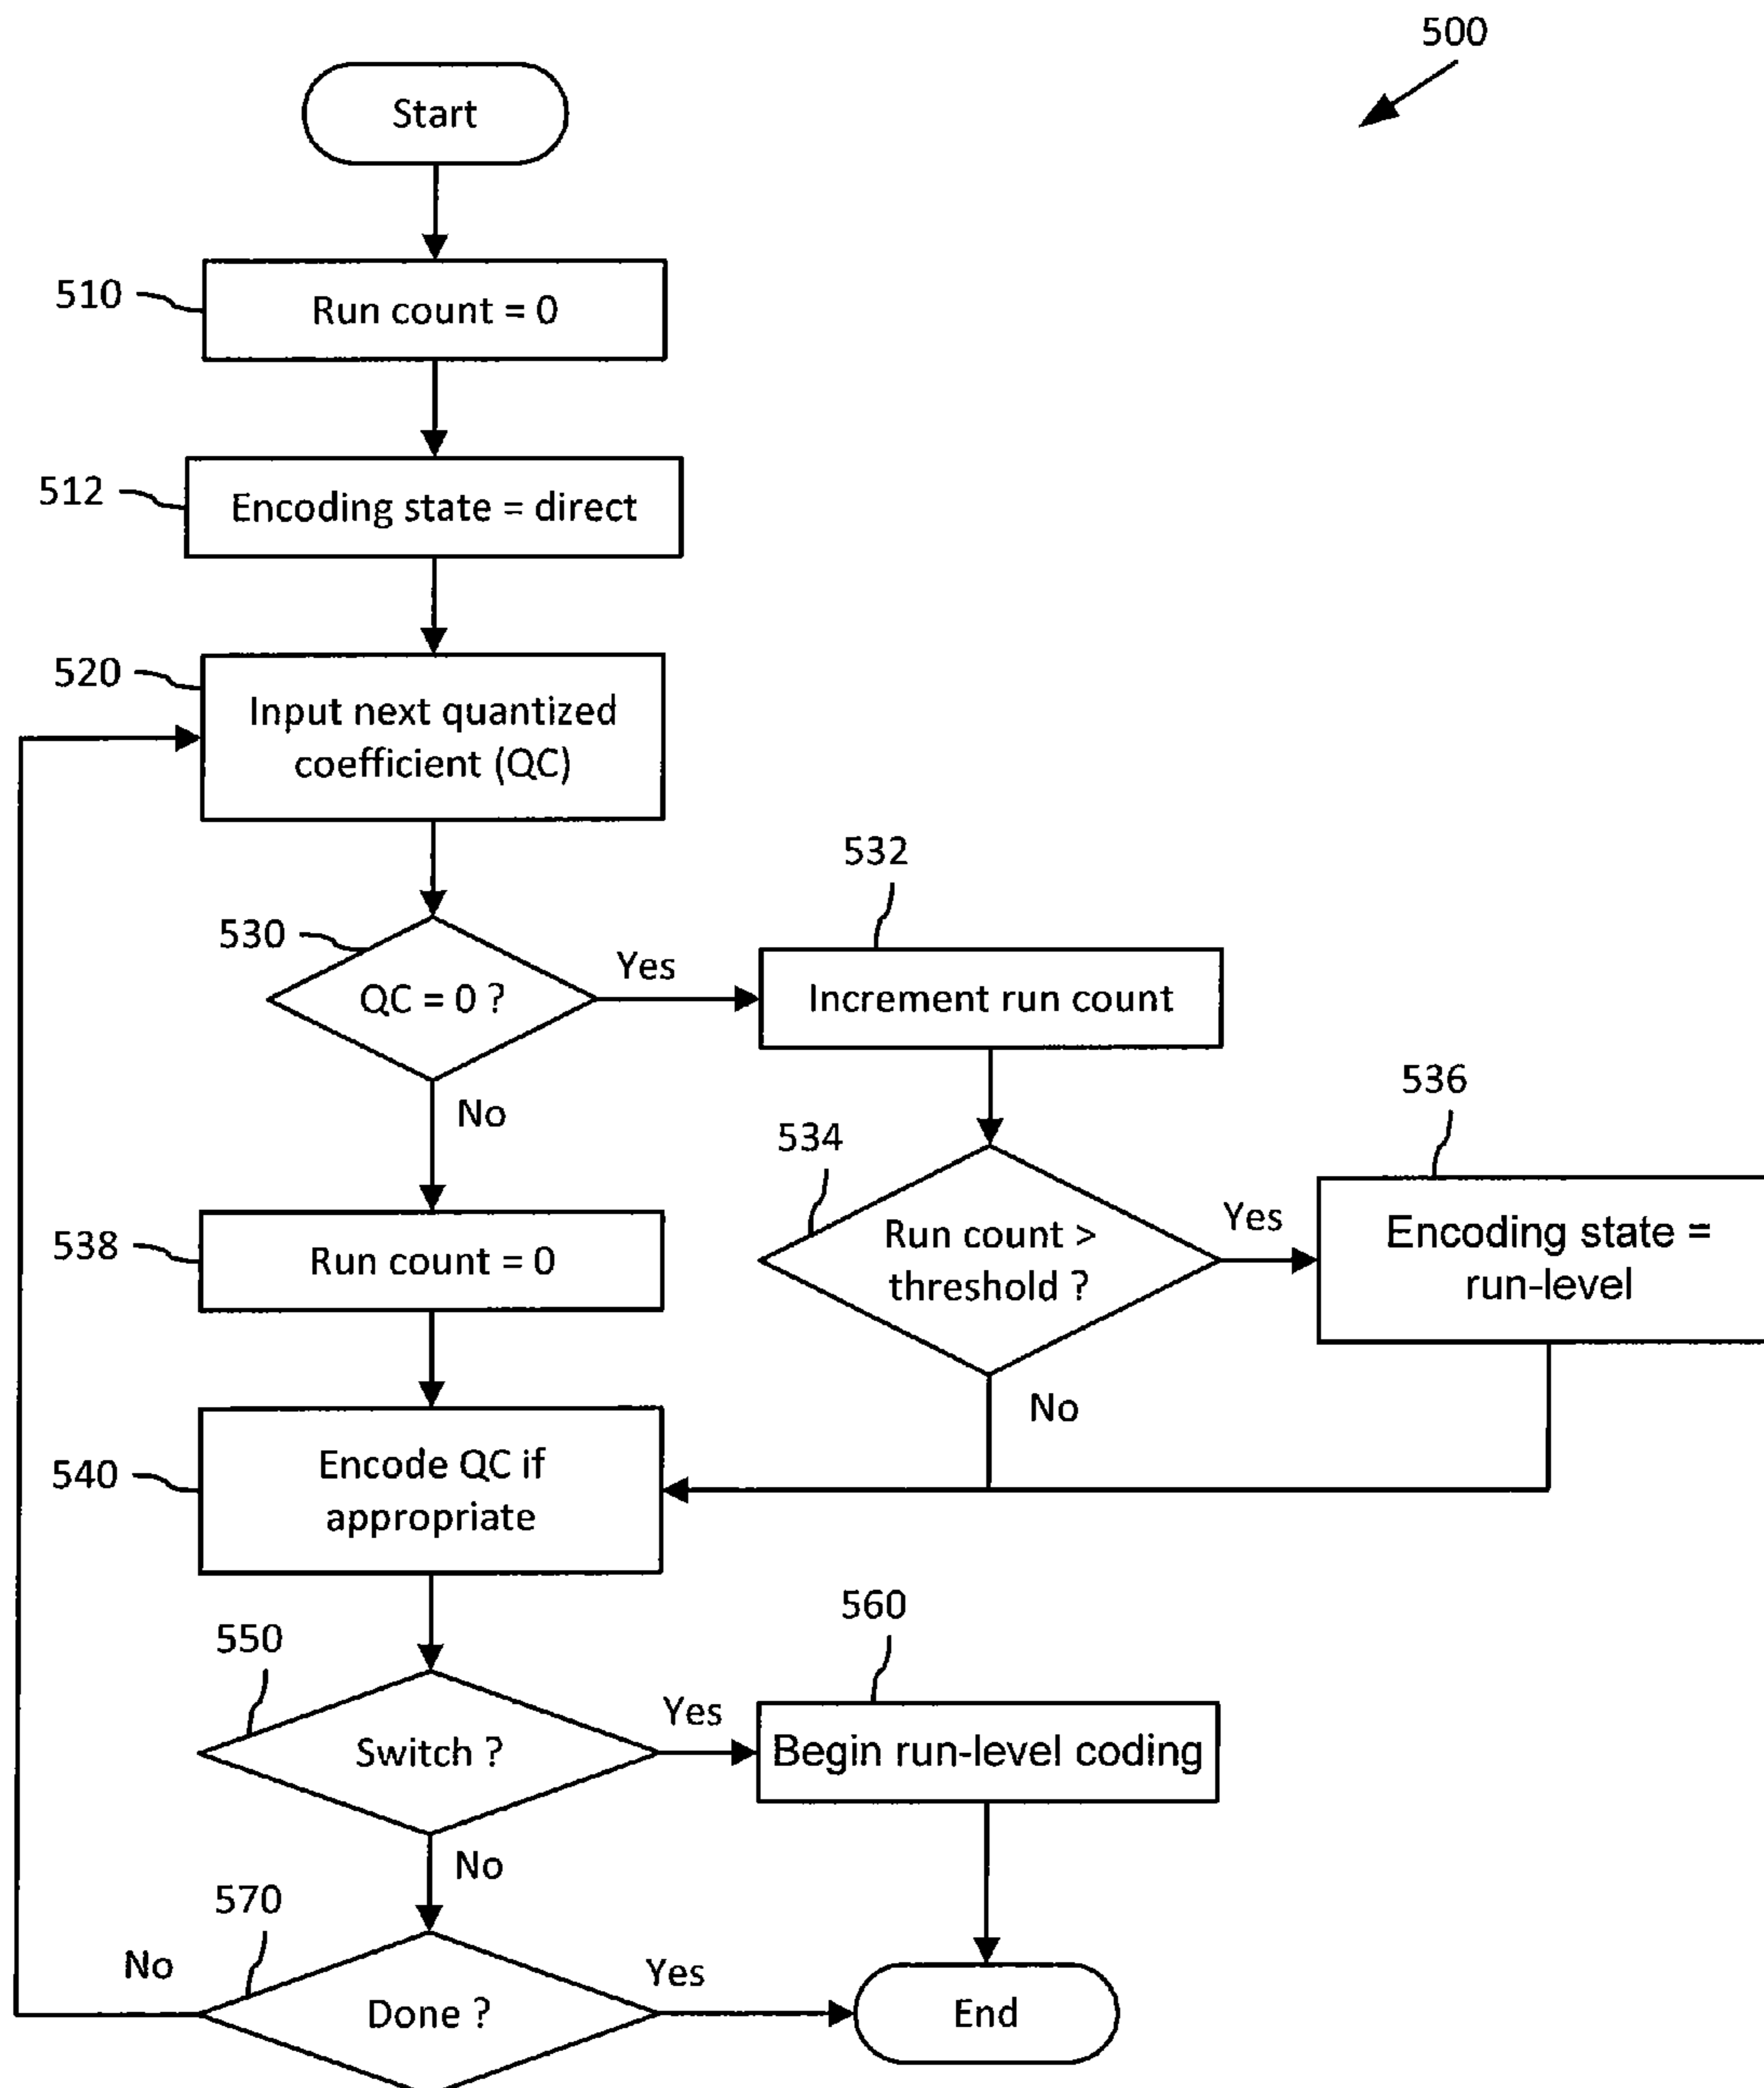 500
Start
510
Run count = 0
512
Encoding state = direct
520
Input next quantized
coefficient (QC)
530
QC = 0 ?
Yes
532
Increment run count
No
534
Run count >
threshold ?
Yes
536
Encoding state =
run-level
No
538
Run count = 0
540
Encode QC if
appropriate
550
Switch ?
Yes
560
Begin run-level coding
No
570
Done ?
No
Yes
End